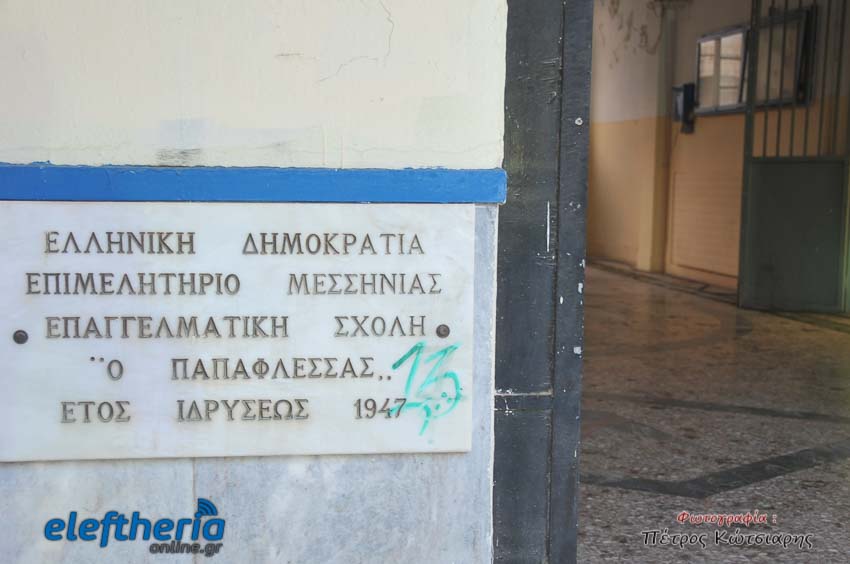 ΕΛΛΗΝΙΚΗ ΔΗΜΟΚΡΑΤΙΑ
ΕΠΙΜΕΛΗΤΗΡΙΟ ΜΕΣΣΗΝΙΑΣ
ΕΠΑΓΓΕΛΜΑΤΙΚΗ ΣΧΟΛΗ
¨Ο ΠΑΠΑΦΛΕΣΣΑΣ,,
ΕΤΟΣ ΙΔΡΥΣΕΩΣ 1947
eleftheria
online.gr
Φωτογραφία :
Πέτρος Κώτσιαρης